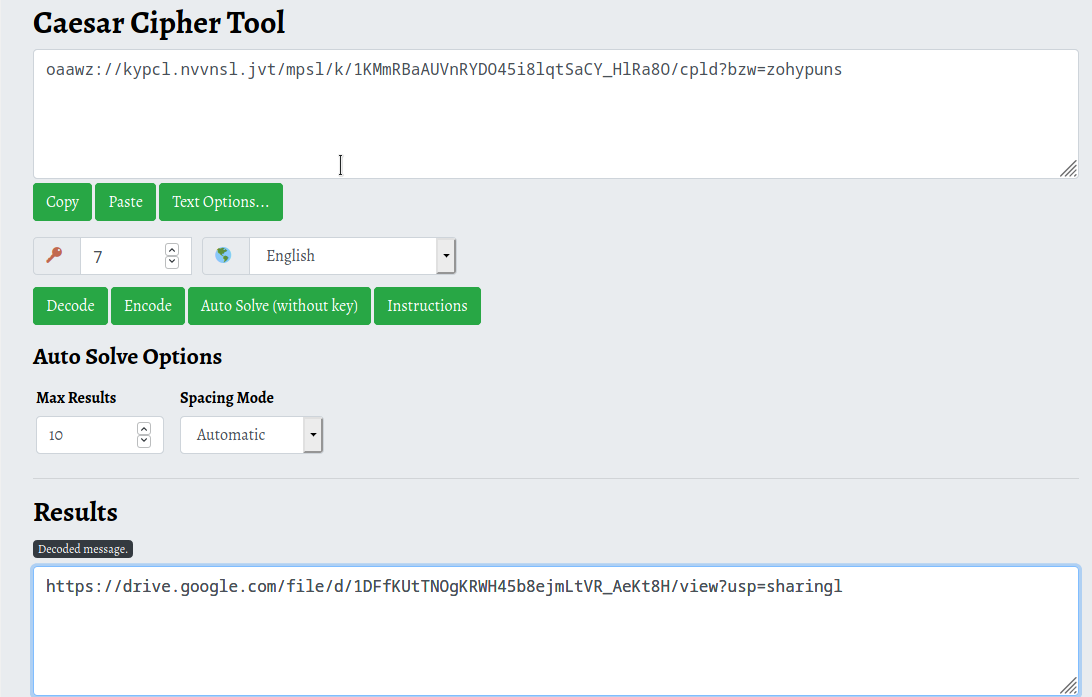 Caesar Cipher Tool
oaawz://kypcl.nvvnsl.jvt/mpsl/k/1KMmRBaAUVnRYDO45i8lqtSaCY_HlRa8O/cpld?bzw=zohypuns
Copy Paste Text Options...
7 English
Decode Encode Auto Solve (without key) Instructions
Auto Solve Options
Max Results Spacing Mode
10 Automatic
Results
Decoded message.
https://drive.google.com/file/d/1DFfKUtTNOgKRWH45b8ejmLtVR_AeKt8H/view?usp=sharingl